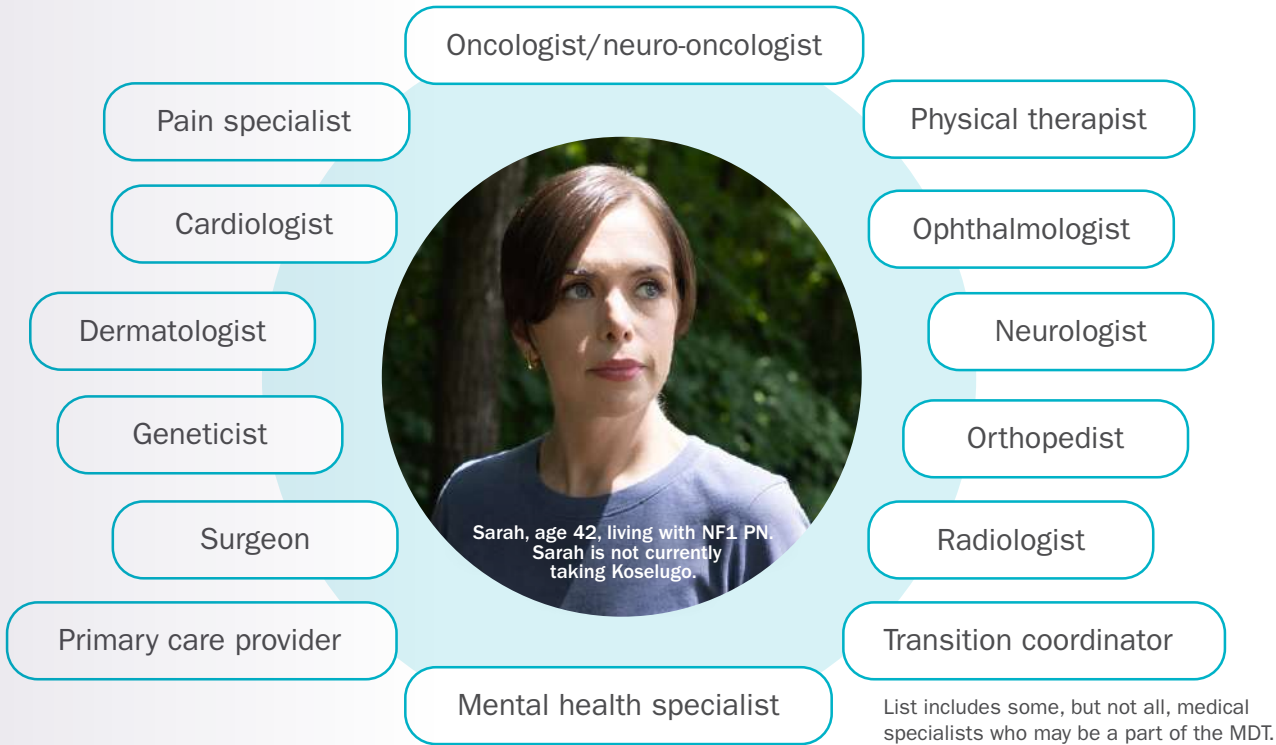 Oncologist/neuro-oncologist
Pain specialist
Physical therapist
Cardiologist
Ophthalmologist
Dermatologist
Neurologist
Geneticist
Orthopedist
Surgeon
Radiologist
Sarah, age 42, living with NF1 PN.
Sarah is not currently
taking Koselugo.
Primary care provider
Transition coordinator
Mental health specialist
List includes some, but not all, medical
specialists who may be a part of the MDT.